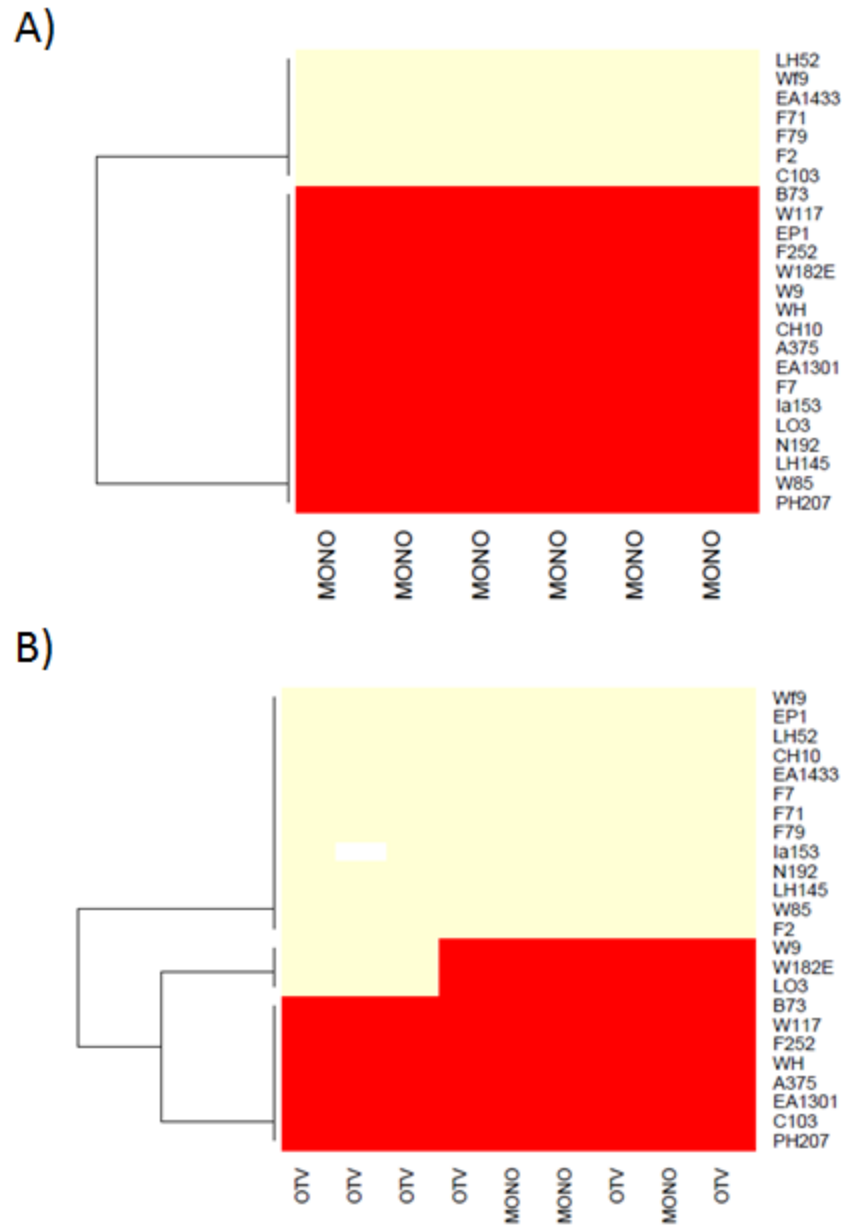 A)
LH52
Wf9
EA1433
F71
F79
F2
C103
B73
W117
EP1
F252
W182E
W9
WH
CH10
A375
EA1301
F7
Ia153
LO3
N192
LH145
W85
PH207
MONO MONO MONO MONO MONO MONO
B)
Wf9
EP1
LH52
CH10
EA1433
F7
F71
F79
Ia153
N192
LH145
W85
F2
W9
W182E
LO3
B73
W117
F252
WH
A375
EA1301
C103
PH207
OTV OTV OTV OTV MONO MONO OTV MONO OTV